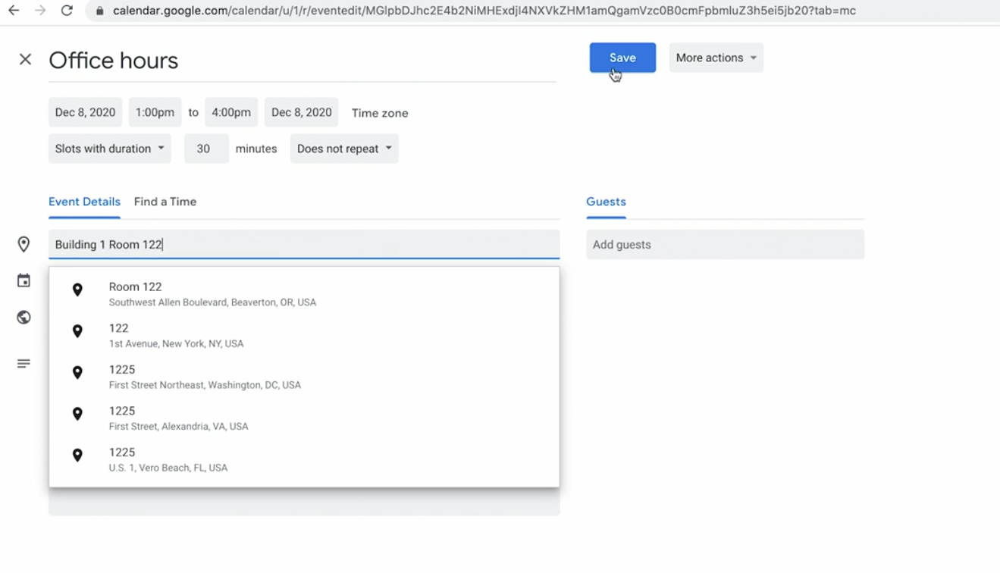 calendar.google.com/calendar/u/1/r/eventedit/MGlpbDJhc2E4b2NiMHExdjl4NXVkZHM1amQgamVzc0B0cmFpbmluZ3h5ei5jb20?tab=mc
Office hours
Save
More actions
Dec 8, 2020 1:00pm to 4:00pm Dec 8, 2020 Time zone
Slots with duration 30 minutes Does not repeat
Event Details Find a Time
Guests
Building 1 Room 122
Add guests
Room 122
Southwest Allen Boulevard, Beaverton, OR, USA
122
1st Avenue, New York, NY, USA
1225
First Street Northeast, Washington, DC, USA
1225
First Street, Alexandria, VA, USA
1225
U.S. 1, Vero Beach, FL, USA